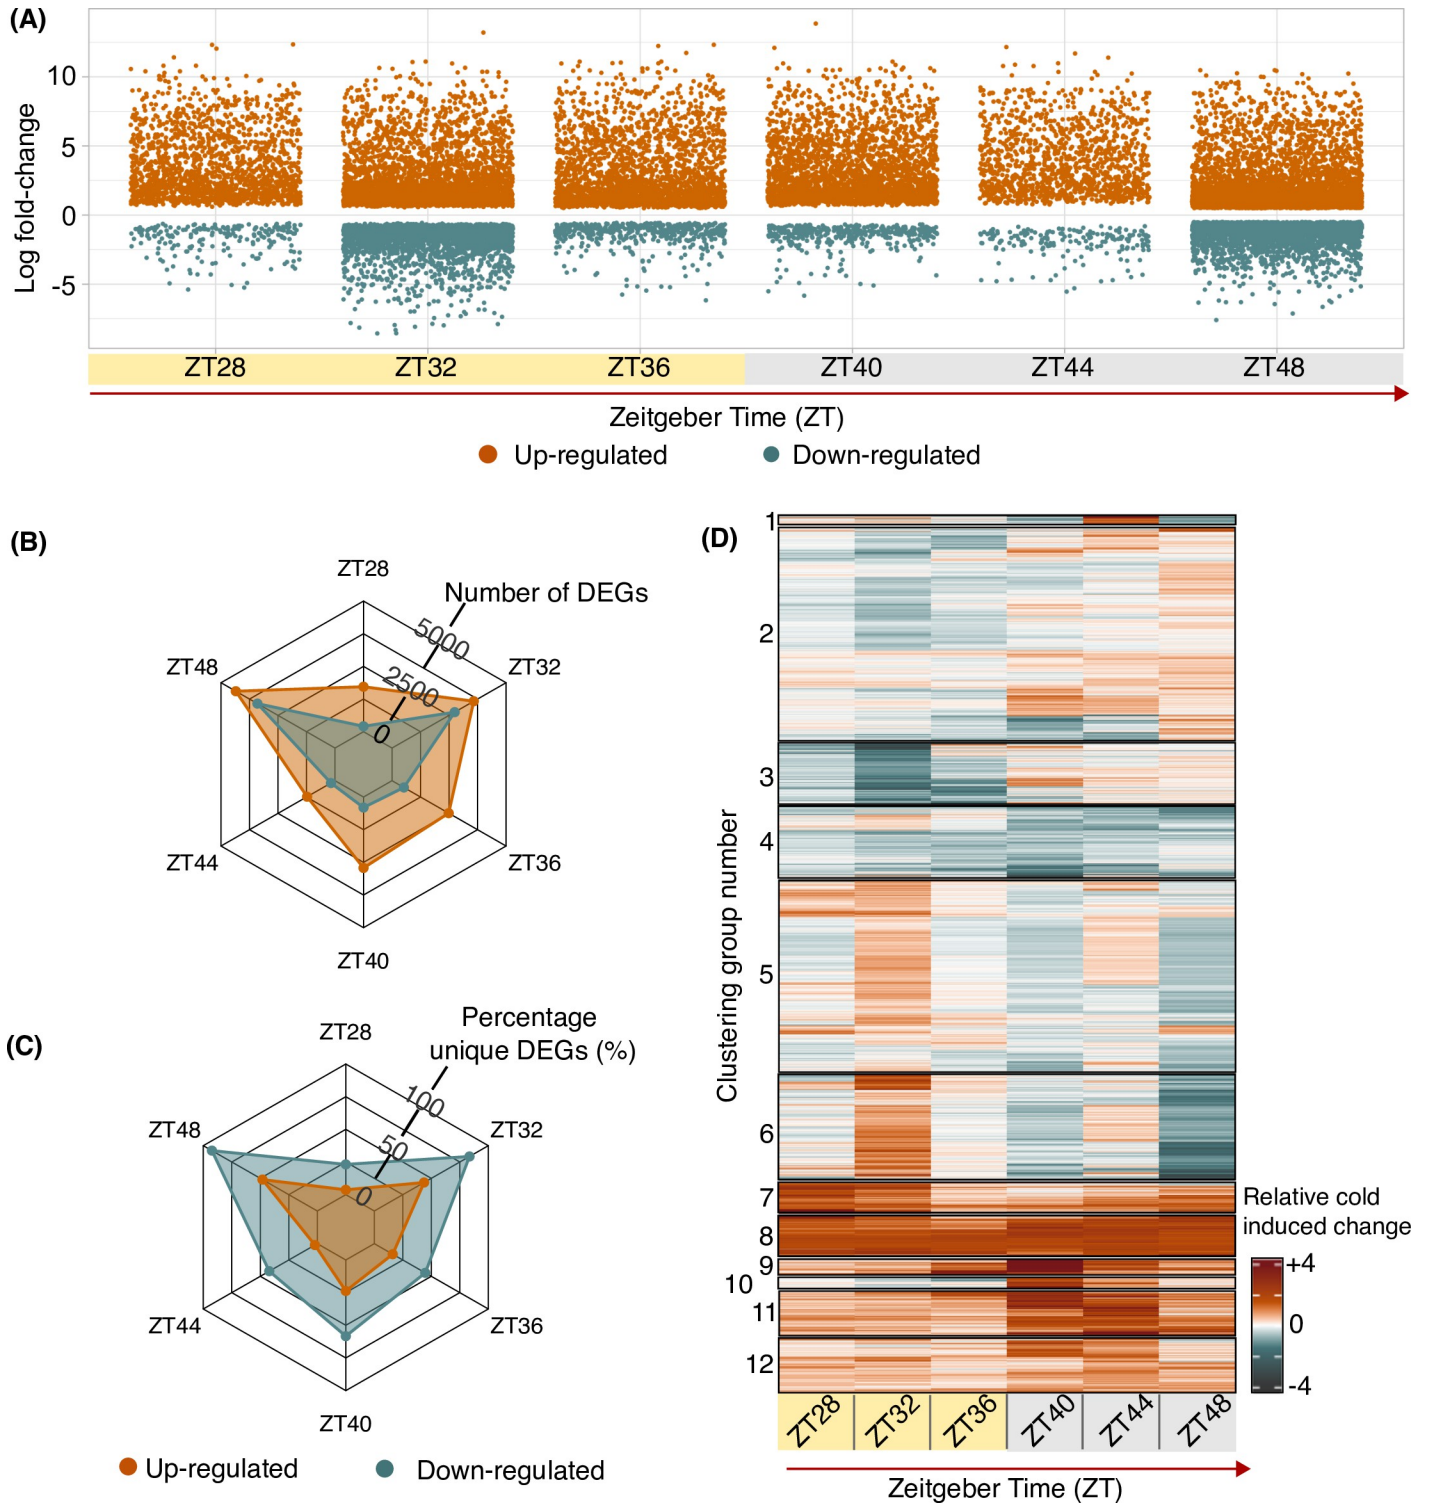 (A)
Log fold-change
10
5
0
-5
ZT28 ZT32 ZT36 ZT40 ZT44 ZT48
Zeitgeber Time (ZT)
Up-regulated Down-regulated
(B)
Number of DEGs
ZT28
5000
2500
0
ZT48 ZT32
ZT44 ZT36
ZT40
(C)
Percentage
unique DEGs (%)
ZT28
100
50
0
ZT48 ZT32
ZT44 ZT36
ZT40
Up-regulated Down-regulated
(D)
Clustering group number
1
2
3
4
5
6
7
8
9
10
11
12
Relative cold
induced change
+4
0
-4
ZT28 ZT32 ZT36 ZT40 ZT44 ZT48
Zeitgeber Time (ZT)